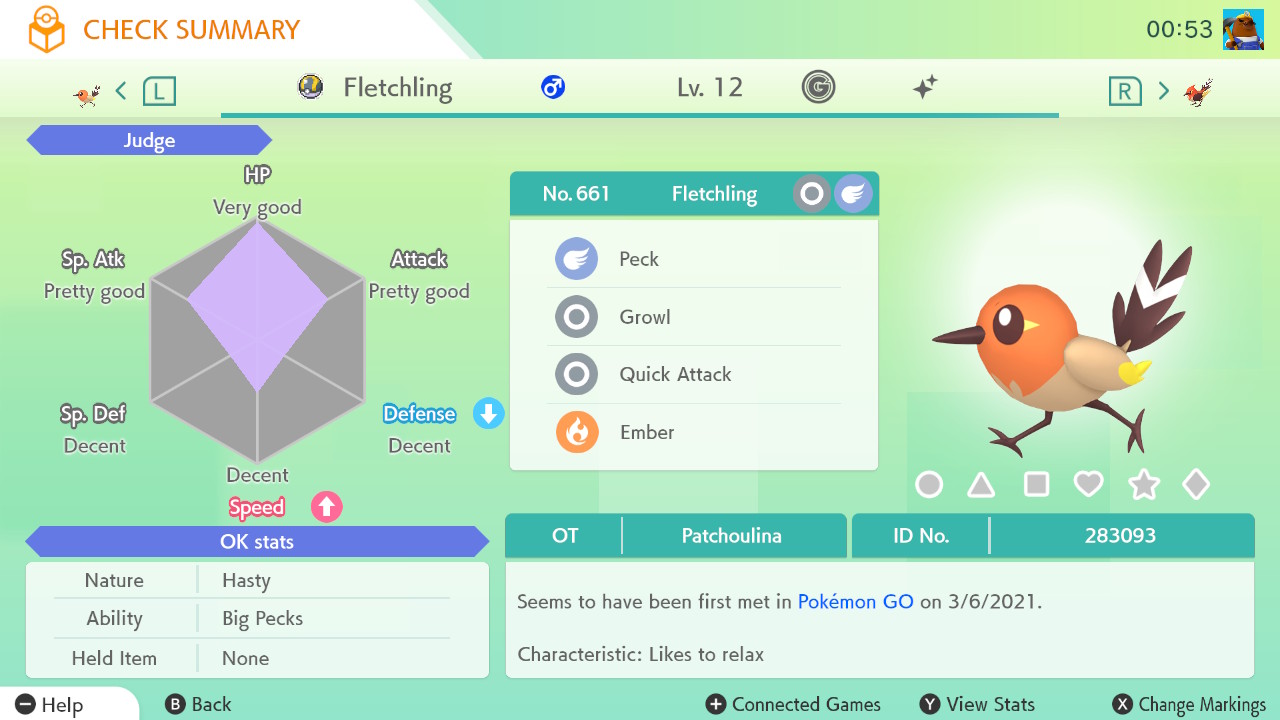 CHECK SUMMARY
00:53
L
Fletchling
Lv. 12
G
R
Judge
HP
Very good
Sp. Atk
Pretty good
Attack
Pretty good
Sp. Def
Decent
Defense
Decent
Decent
Speed
OK stats
Nature Hasty
Ability Big Pecks
Held Item None
No. 661 Fletchling
Peck
Growl
Quick Attack
Ember
OT Patchoulina ID No. 283093
Seems to have been first met in Pokémon GO on 3/6/2021.
Characteristic: Likes to relax
Help
B Back
Connected Games
Y View Stats
X Change Markings